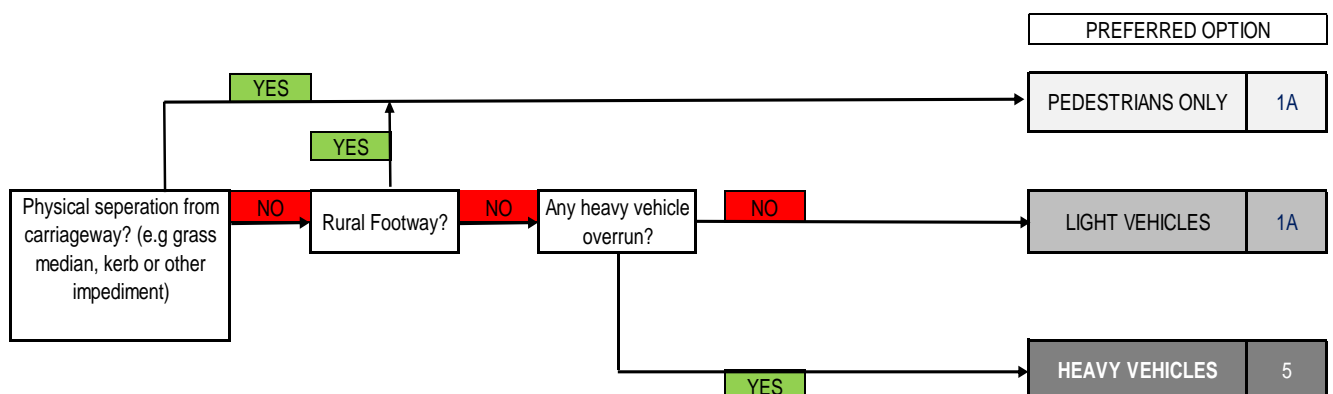 PREFERRED OPTION
YES
PEDESTRIANS ONLY 1A
YES
Physical seperation from
carriageway? (e.g grass
median, kerb or other
impediment)
NO
Rural Footway?
NO
Any heavy vehicle
overrun?
NO
LIGHT VEHICLES 1A
YES
HEAVY VEHICLES 5